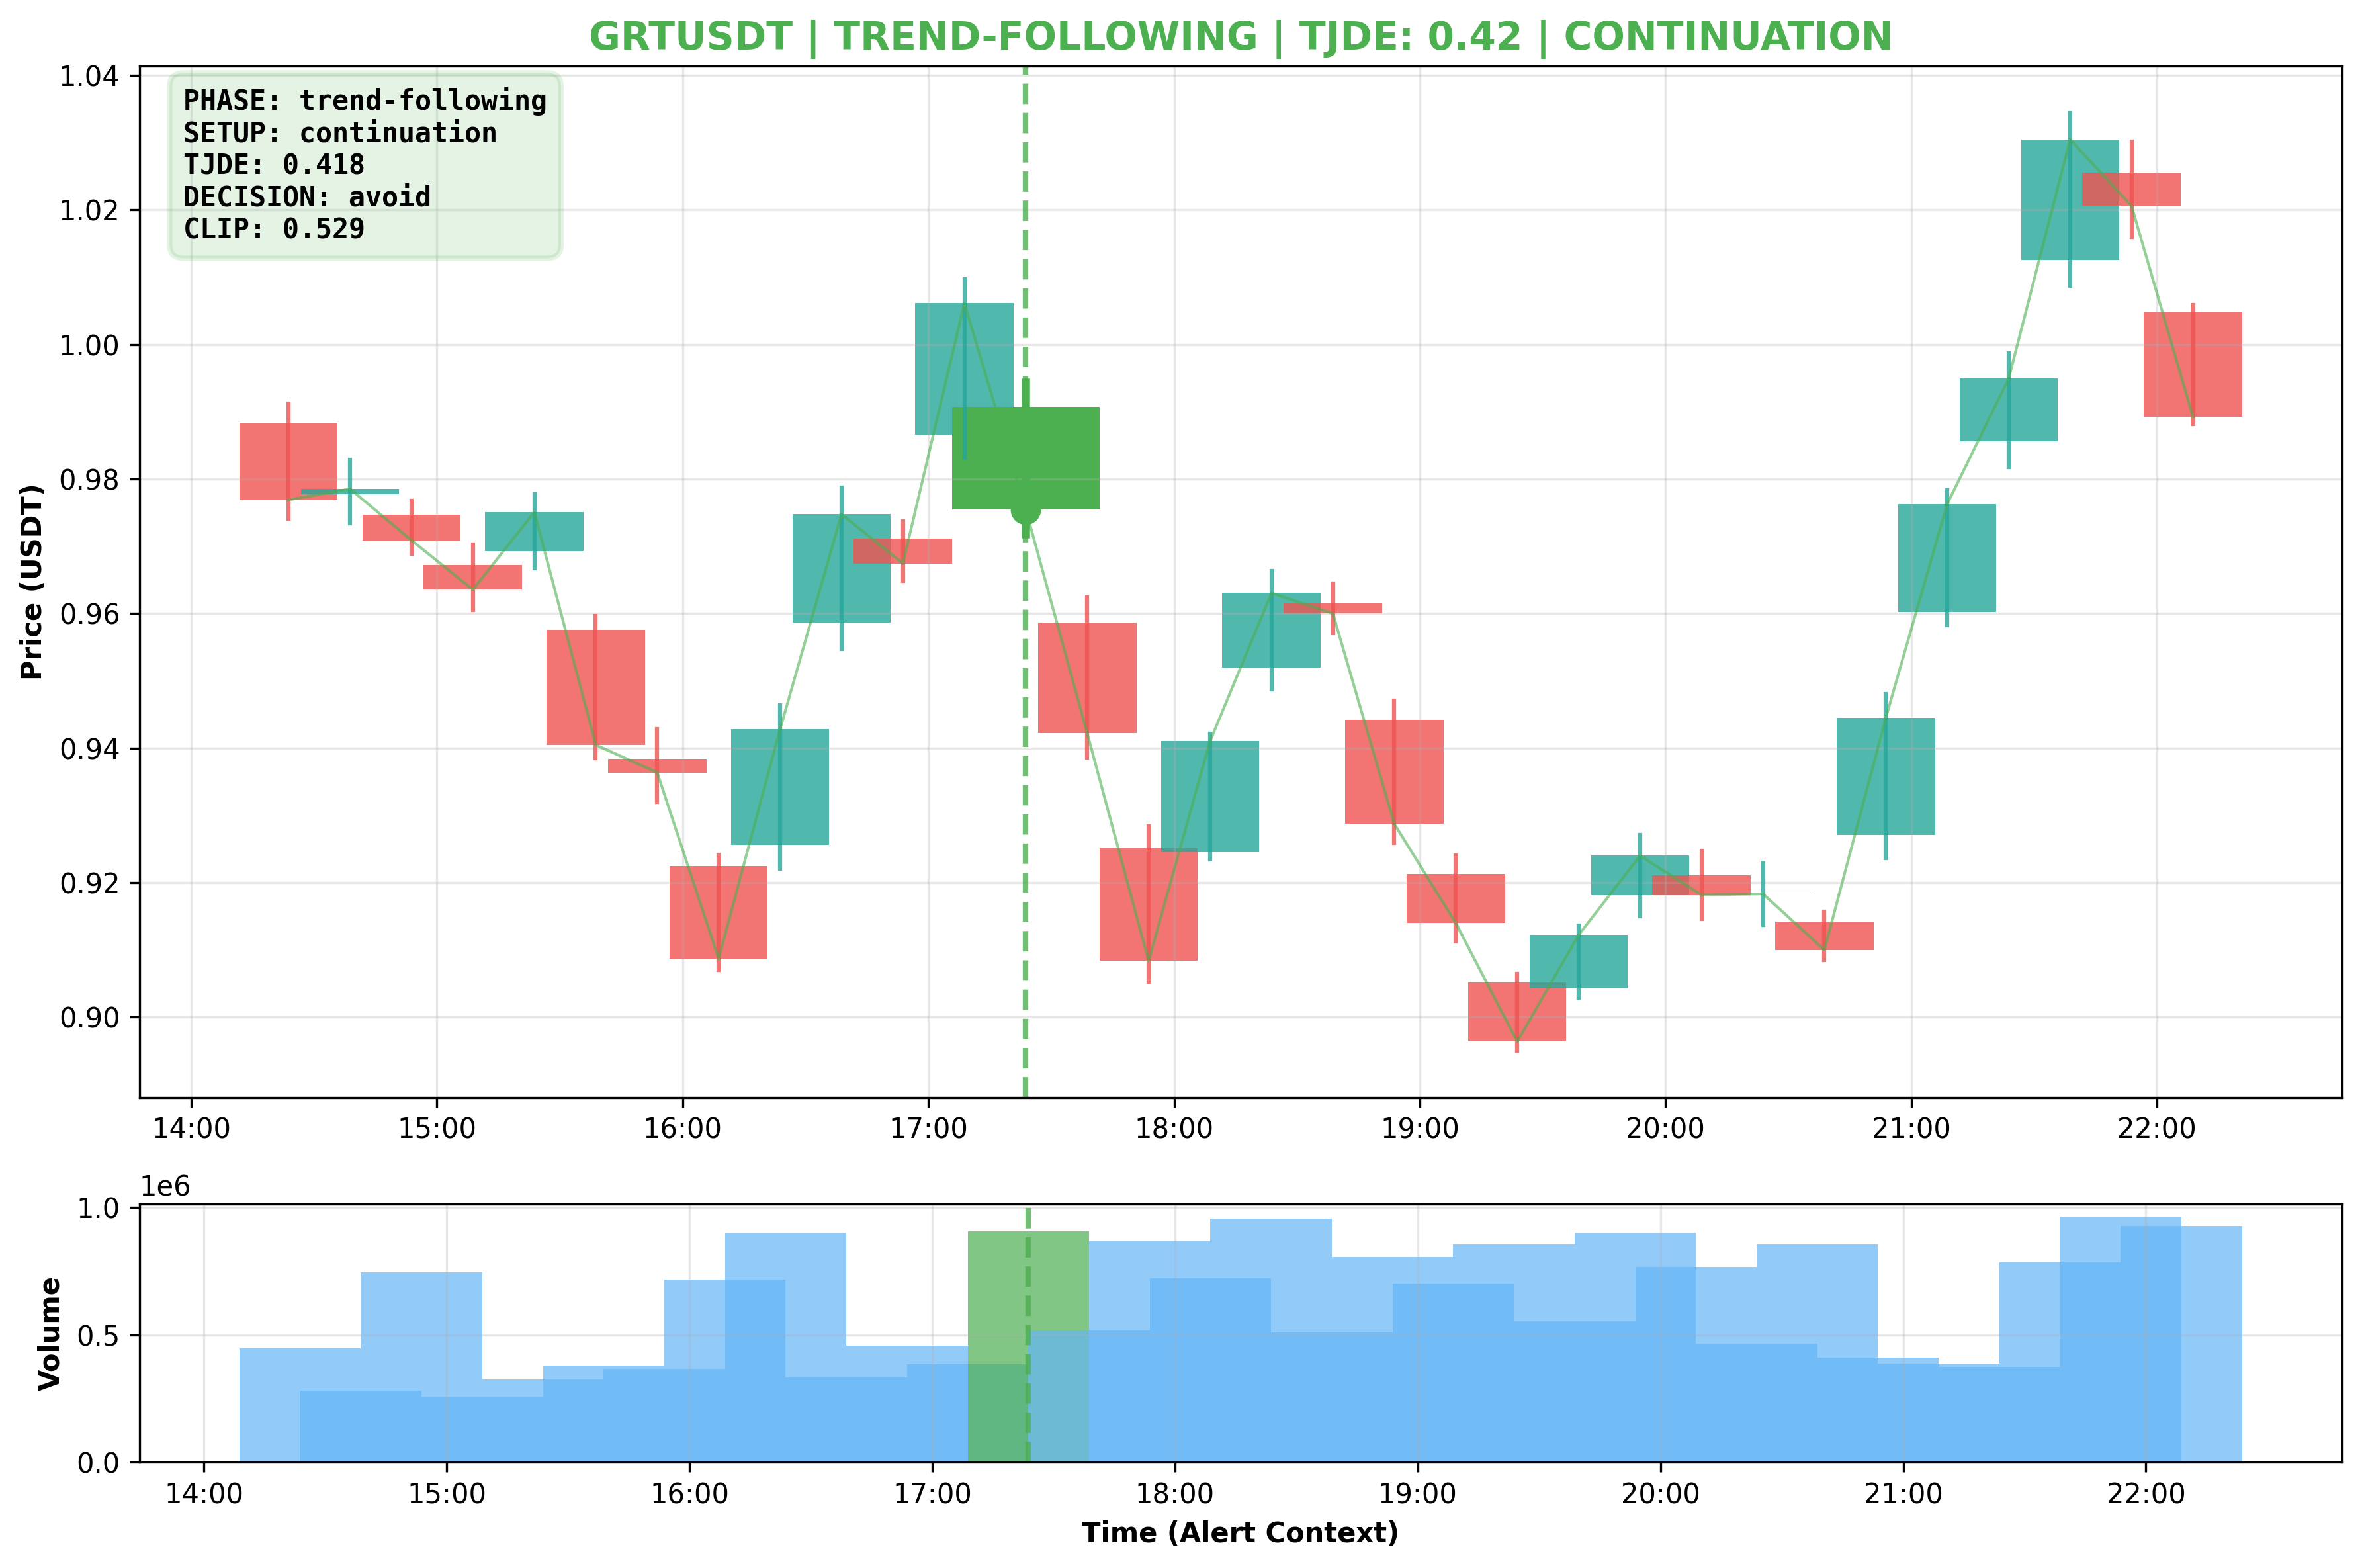 GRTUSDT | TREND-FOLLOWING | TJDE: 0.42 | CONTINUATION
PHASE: trend-following
SETUP: continuation
TJDE: 0.418
DECISION: avoid
CLIP: 0.529
Price (USDT)
1.04
1.02
1.00
0.98
0.96
0.94
0.92
0.90
14:00 15:00 16:00 17:00 18:00 19:00 20:00 21:00 22:00
1e6
Volume
1.0
0.5
0.0
14:00 15:00 16:00 17:00 18:00 19:00 20:00 21:00 22:00
Time (Alert Context)